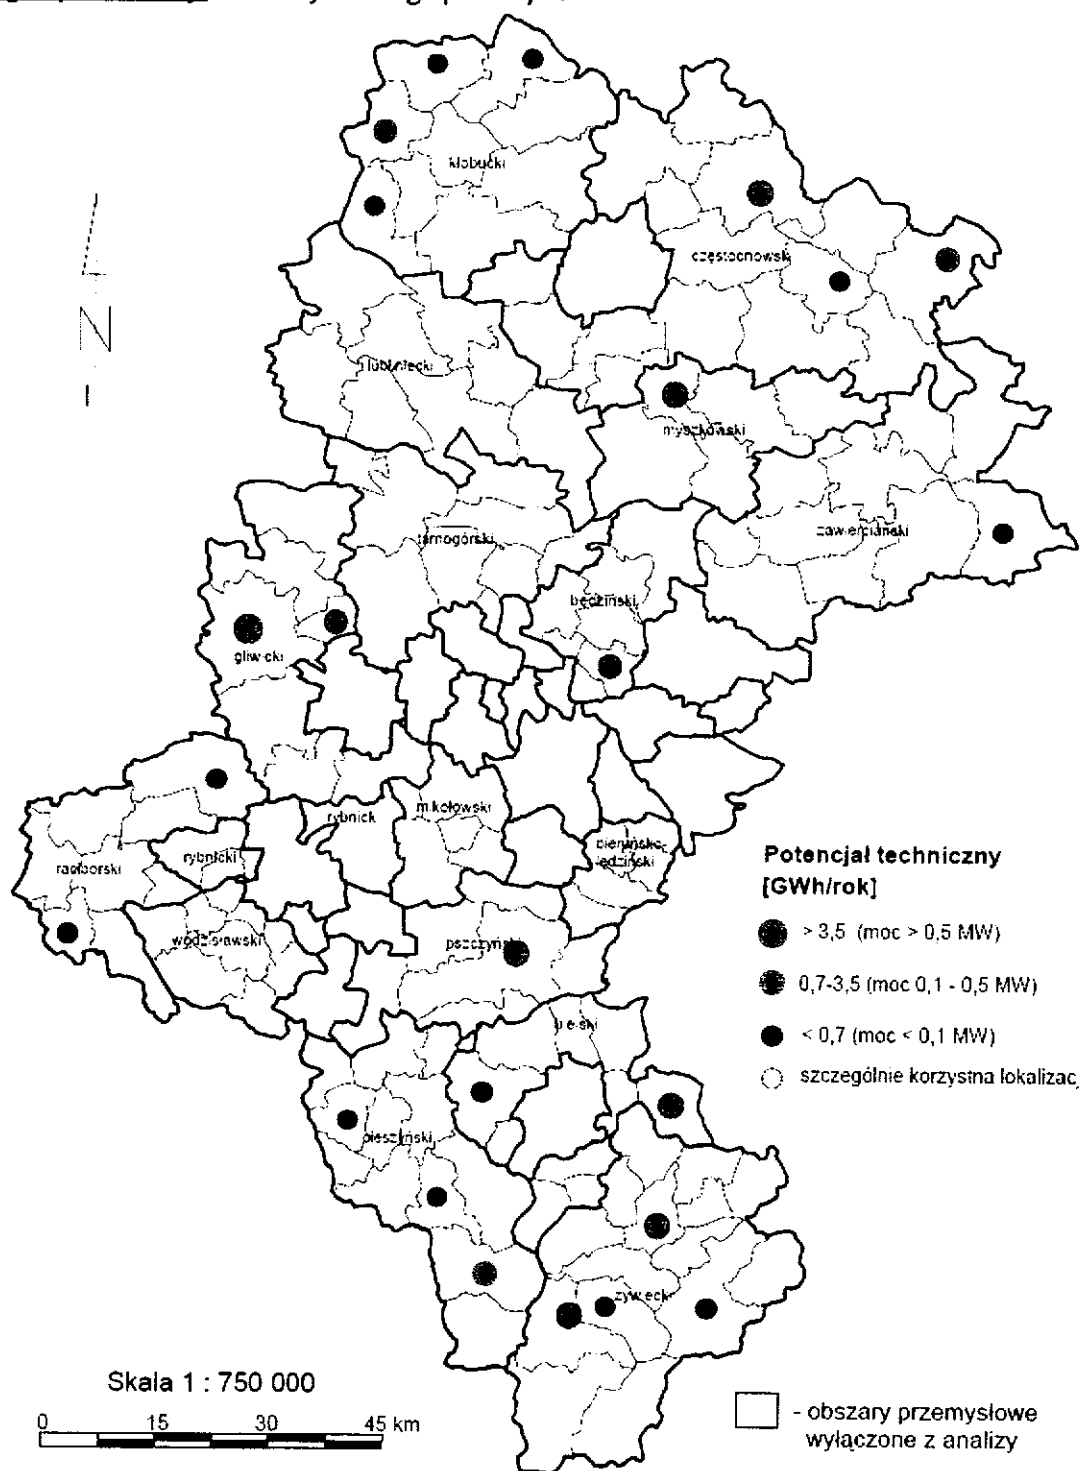 kłobucki
częstochowski
lubliniecki
myszkowski
zawierciański
tarnogórski
będziński
gliwicki
mikołowski
rybnick
rybnicki
raciborski
bieruńsko-
lędziński
wodzisławski
pszczyński
cieszyński
żywiecki
N
Potencjał techniczny
[GWh/rok]
> 3,5 (moc > 0,5 MW)
0,7-3,5 (moc 0,1 - 0,5 MW)
< 0,7 (moc < 0,1 MW)
szczególnie korzystna lokalizac
Skala 1 : 750 000
0 15 30 45 km
- obszary przemysłowe
wyłączone z analizy